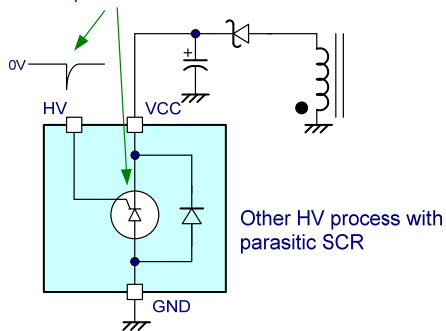 0V
+
HV
VCC
Other HV process with
parasitic SCR
GND